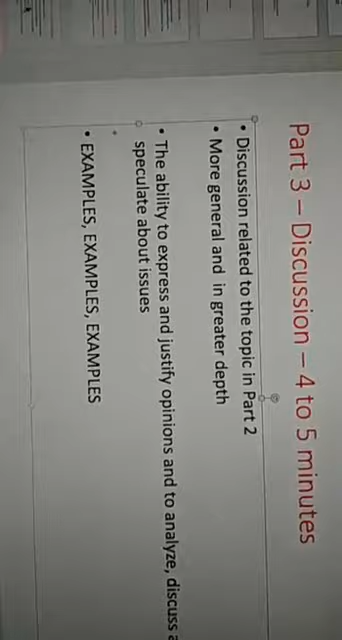 Part 3 – Discussion – 4 to 5 minutes
• Discussion related to the topic in Part 2
• More general and in greater depth
• The ability to express and justify opinions and to analyze, discuss
speculate about issues
• EXAMPLES, EXAMPLES, EXAMPLES